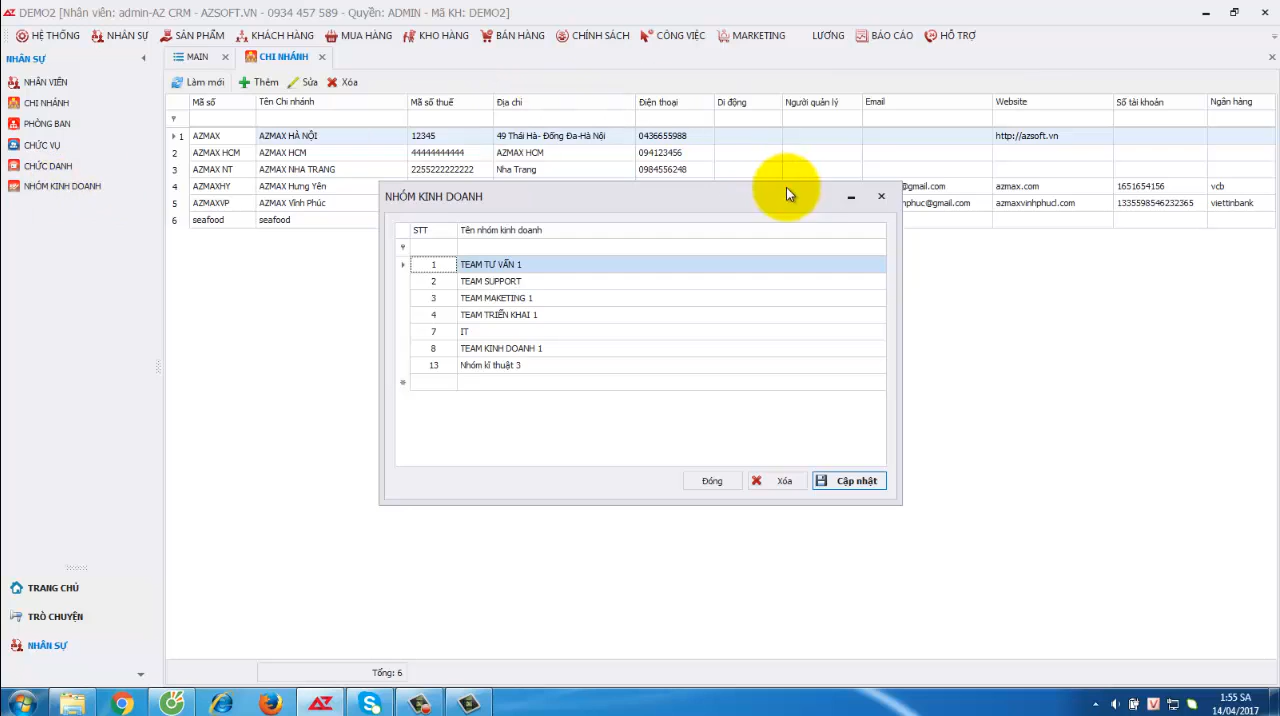 DEMO2 [Nhân viên: admin-AZ CRM - AZSOFT.VN - 0934 457 589 - Quyền: ADMIN - Mã KH: DEMO2]
HỆ THỐNG NHÂN SỰ SẢN PHẨM KHÁCH HÀNG MUA HÀNG KHO HÀNG BÁN HÀNG CHÍNH SÁCH CÔNG VIỆC MARKETING LƯƠNG BÁO CÁO HỖ TRỢ
NHÂN SỰ
MAIN CHI NHÁNH
NHÂN VIÊN
CHI NHÁNH
PHÒNG BAN
CHỨC VỤ
CHỨC DANH
NHÓM KINH DOANH
Làm mới Thêm Sửa Xóa
Mã số Tên Chi nhánh Mã số thuế Địa chỉ Điện thoại Di động Người quản lý Email Website Số tài khoản Ngân hàng
1 AZMAX AZMAX HÀ NỘI 12345 49 Thái Hà- Đống Đa-Hà Nôi 0436655988 http://azsoft.vn
2 AZMAX HCM AZMAX HCM 44444444444 AZMAX HCM 094123456
3 AZMAX NT AZMAX NHA TRANG 2255222222222 Nha Trang 0984556248
4 AZMAXHY AZMAX Hưng Yên @gmail.com azmax.com 1651654156 vcb
5 AZMAXVP AZMAX Vĩnh Phúc nphuc@gmail.com azmaxvinhphucl.com 1335598546232365 viettinbank
6 seafood seafood
NHÓM KINH DOANH
STT Tên nhóm kinh doanh
1 TEAM TƯ VẤN 1
2 TEAM SUPPORT
3 TEAM MAKETING 1
4 TEAM TRIỂN KHAI 1
7 IT
8 TEAM KINH DOANH 1
13 Nhóm kĩ thuật 3
Đóng Xóa Cập nhật
TRANG CHỦ
TRÒ CHUYỆN
NHÂN SỰ
Tổng: 6
1:55 SA
14/04/2017